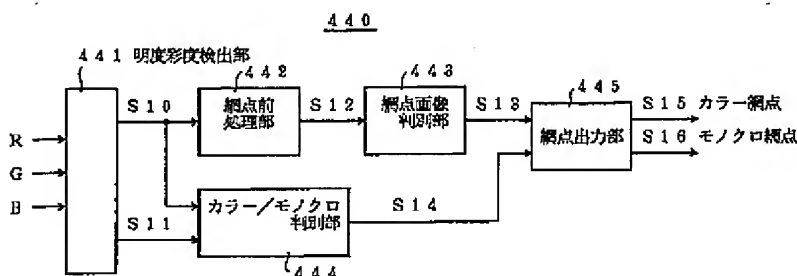 440
441 明度彩度検出部
442
443
445
S10
網点前
処理部
S12
網点画像
判別部
S13
網点出力部
S15 カラー網点
S16 モノクロ網点
R
G
B
S11
カラー/モノクロ
判別部
S14
444